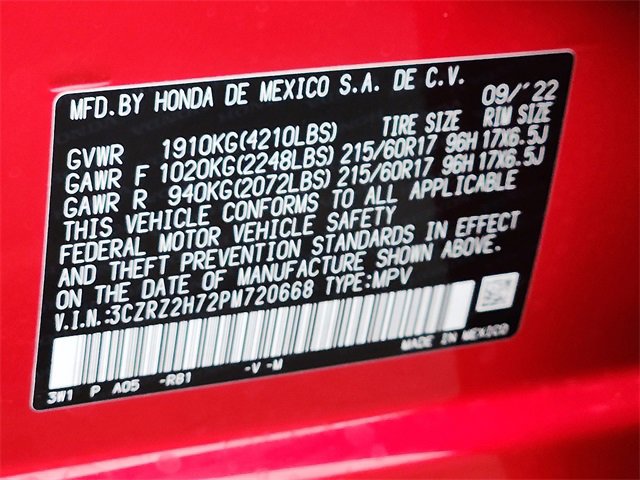 MFD.BY HONDA DE MEXICO S.A. DE C.V.
09/'22
GVWR 1910KG(4210LBS) TIRE SIZE RIM SIZE
GAWR F 1020KG(2248LBS) 215/60R17 96H 17X6.5J
GAWR R 940KG(2072LBS) 215/60R17 96H 17X6.5J
THIS VEHICLE CONFORMS TO ALL APPLICABLE
FEDERAL MOTOR VEHICLE SAFETY
AND THEFT PREVENTION STANDARDS IN EFFECT
ON THE DATE OF MANUFACTURE SHOWN ABOVE.
V.I.N.:3CZRZ2H72PM720668 TYPE:MPV
MADE IN MEXICO
3W1 P A05 -R81 -V -M